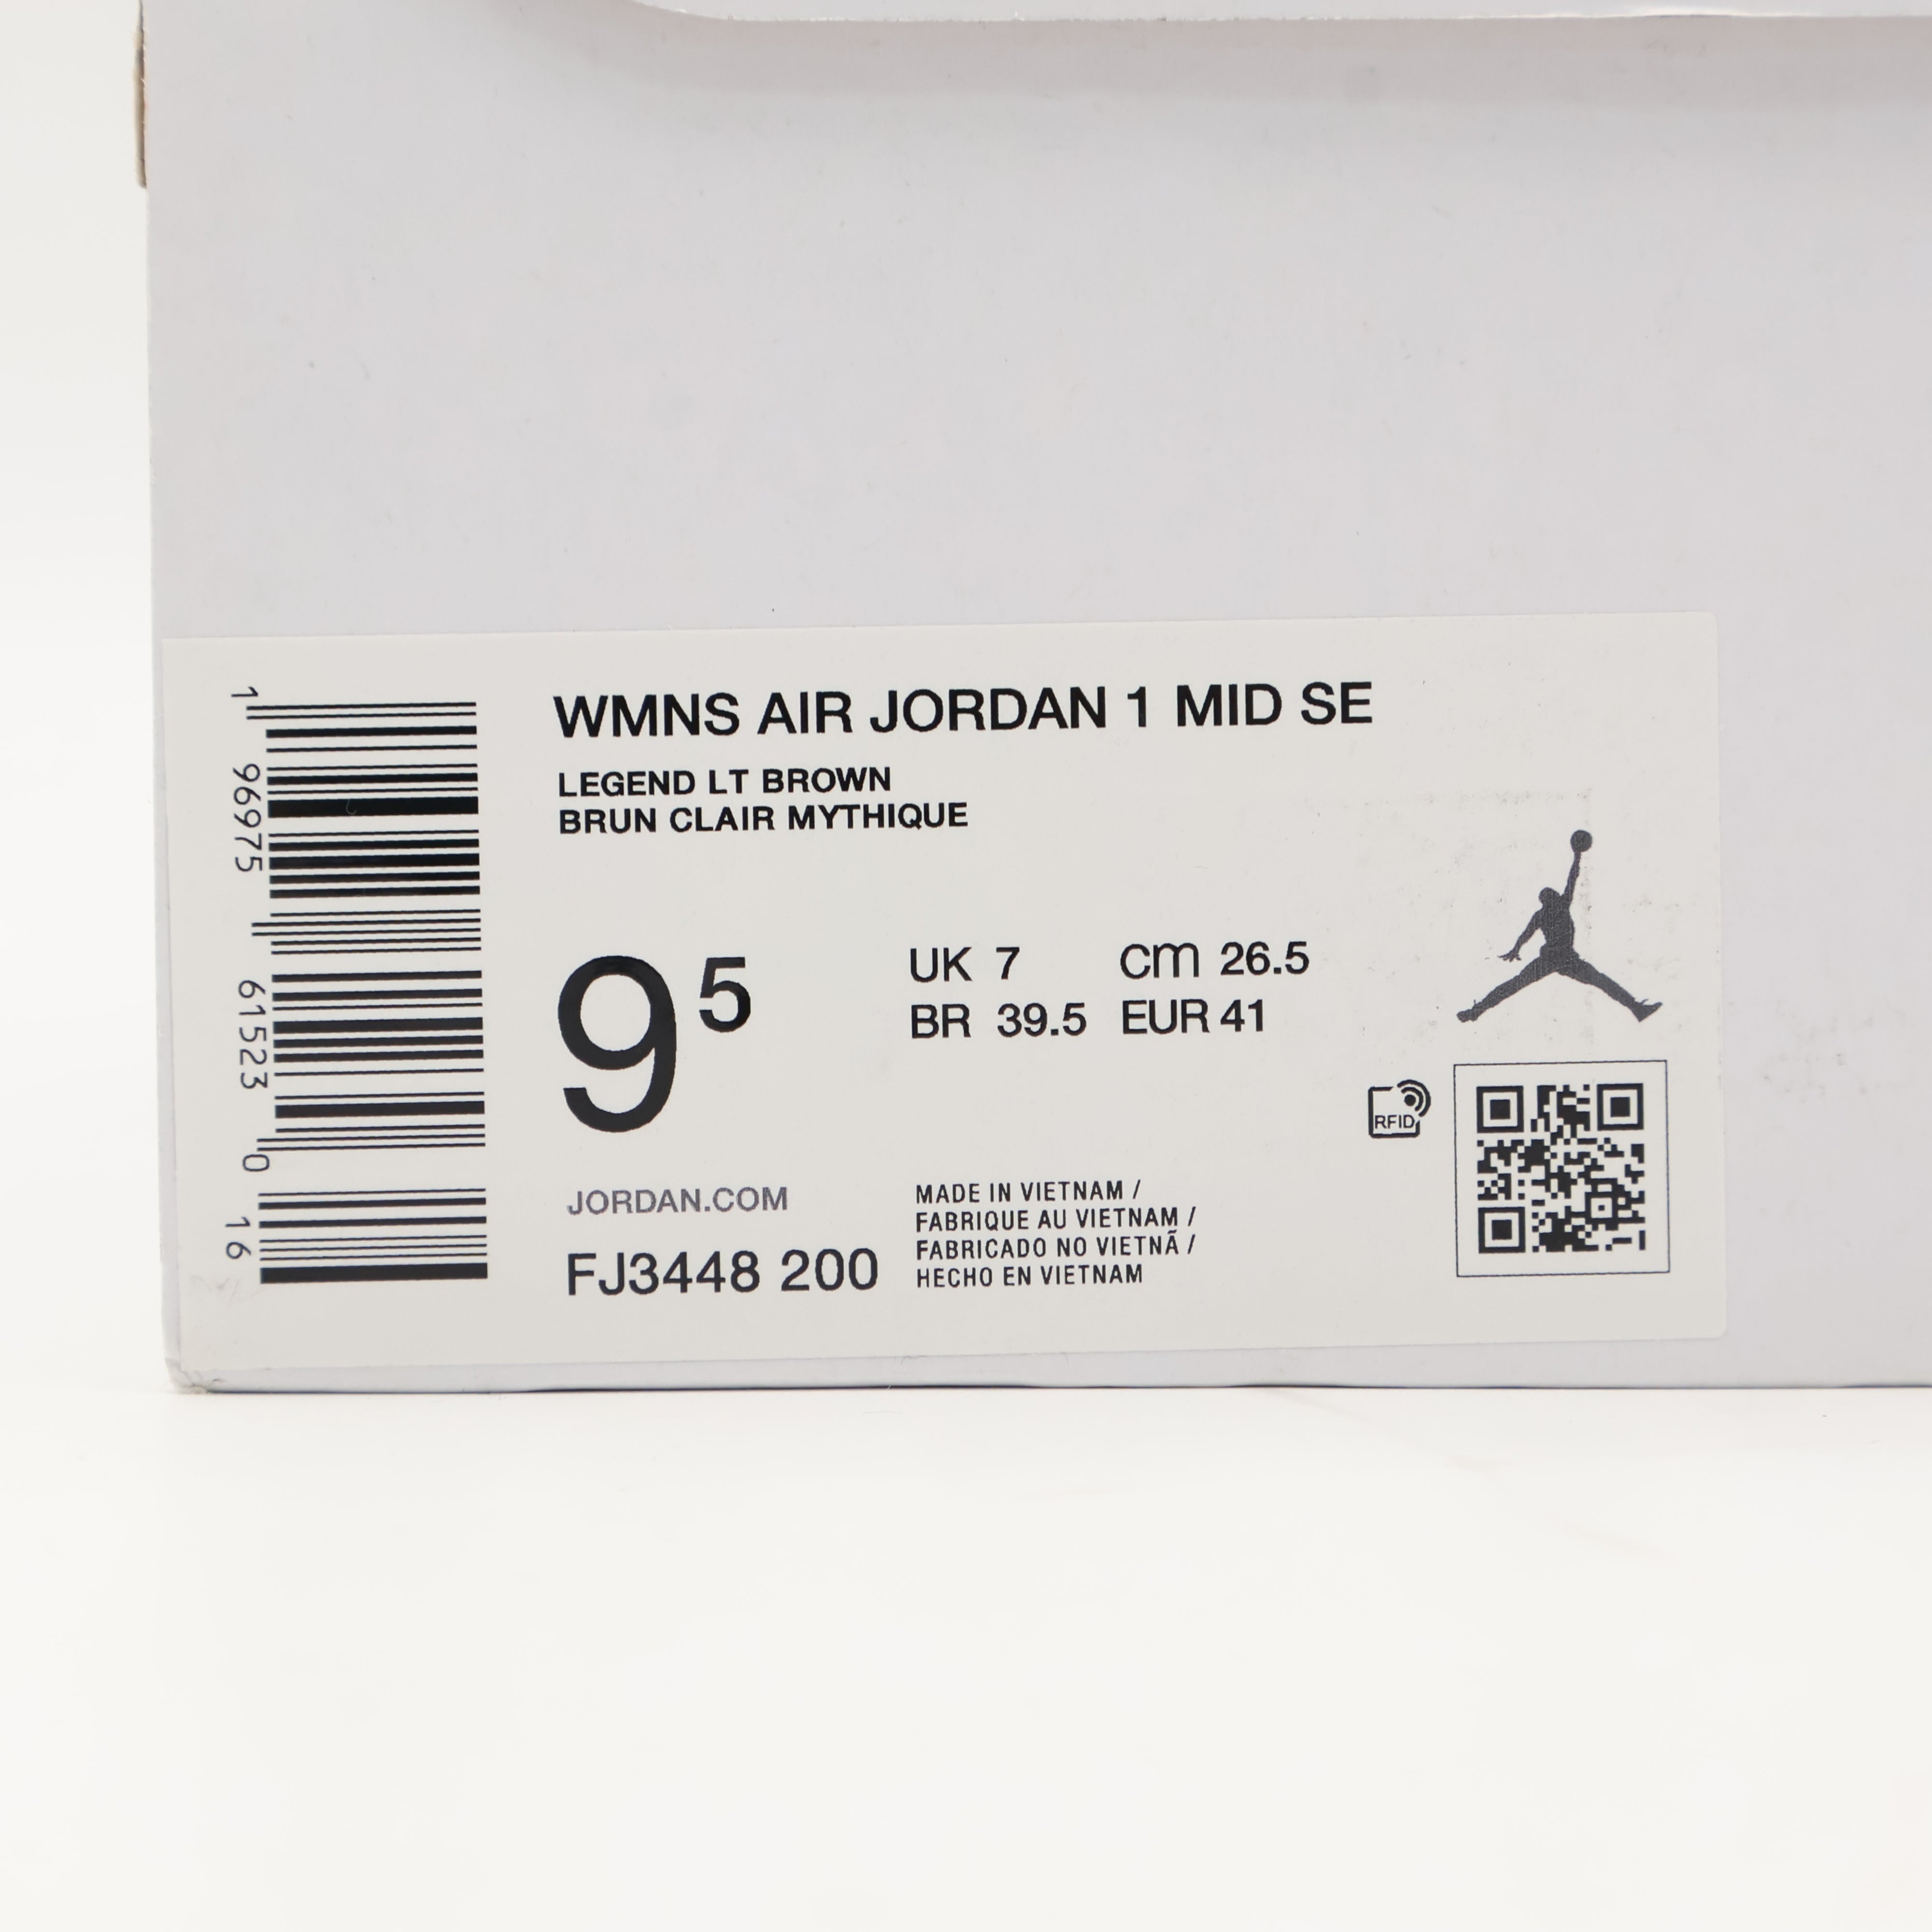 1 96975 61523 0 16
WMNS AIR JORDAN 1 MID SE
LEGEND LT BROWN
BRUN CLAIR MYTHIQUE
9 5
UK 7 cm 26.5
BR 39.5 EUR 41
RFID
JORDAN.COM
FJ3448 200
MADE IN VIETNAM /
FABRIQUE AU VIETNAM /
FABRICADO NO VIETNÃ /
HECHO EN VIETNAM